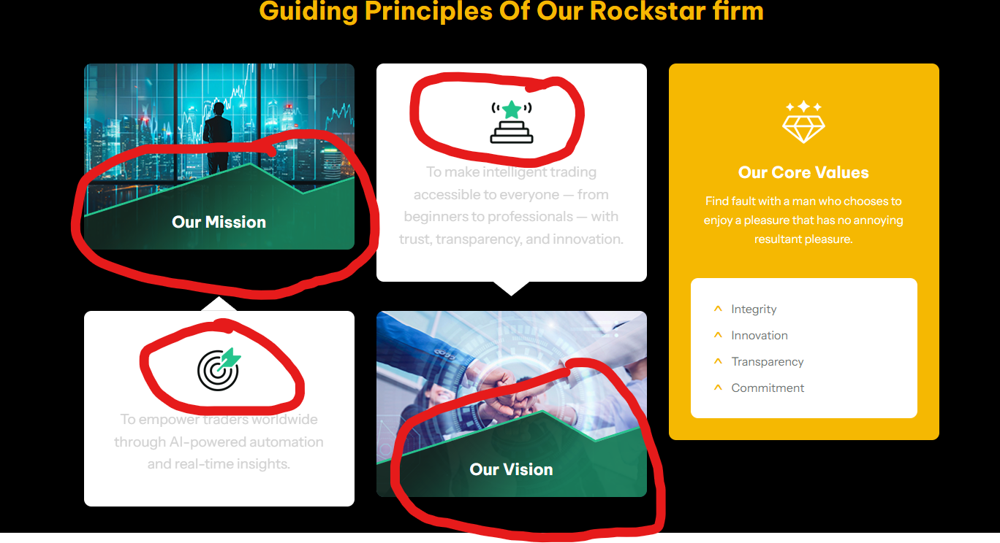 Guiding Principles Of Our Rockstar firm
Our Mission
To empower traders worldwide
through AI-powered automation
and real-time insights.
To make intelligent trading
accessible to everyone — from
beginners to professionals — with
trust, transparency, and innovation.
Our Vision
Our Core Values
Find fault with a man who chooses to
enjoy a pleasure that has no annoying
resultant pleasure.
Integrity
Innovation
Transparency
Commitment